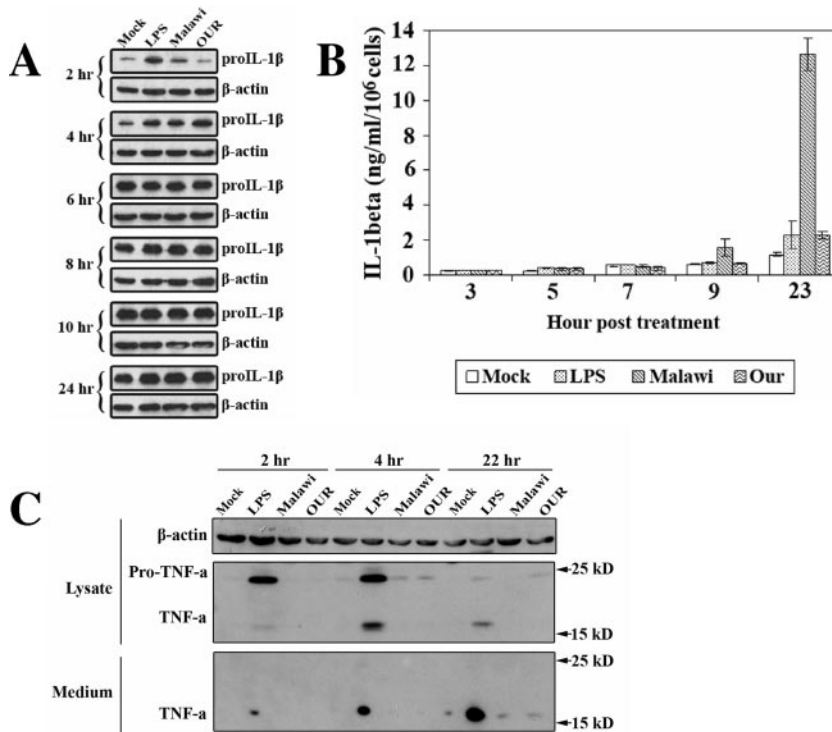 A
Mock LPS Malawi OUR
2 hr
proIL-1β
β-actin
4 hr
proIL-1β
β-actin
6 hr
proIL-1β
β-actin
8 hr
proIL-1β
β-actin
10 hr
proIL-1β
β-actin
24 hr
proIL-1β
β-actin
B
IL-1beta (ng/ml/10⁶ cells)
14
12
10
8
6
4
2
0
3 5 7 9 23
Hour post treatment
Mock LPS Malawi Our
C
2 hr 4 hr 22 hr
Mock LPS Malawi OUR Mock LPS Malawi OUR Mock LPS Malawi OUR
β-actin
Lysate
Pro-TNF-a
25 kD
TNF-a
15 kD
Medium
25 kD
TNF-a
15 kD